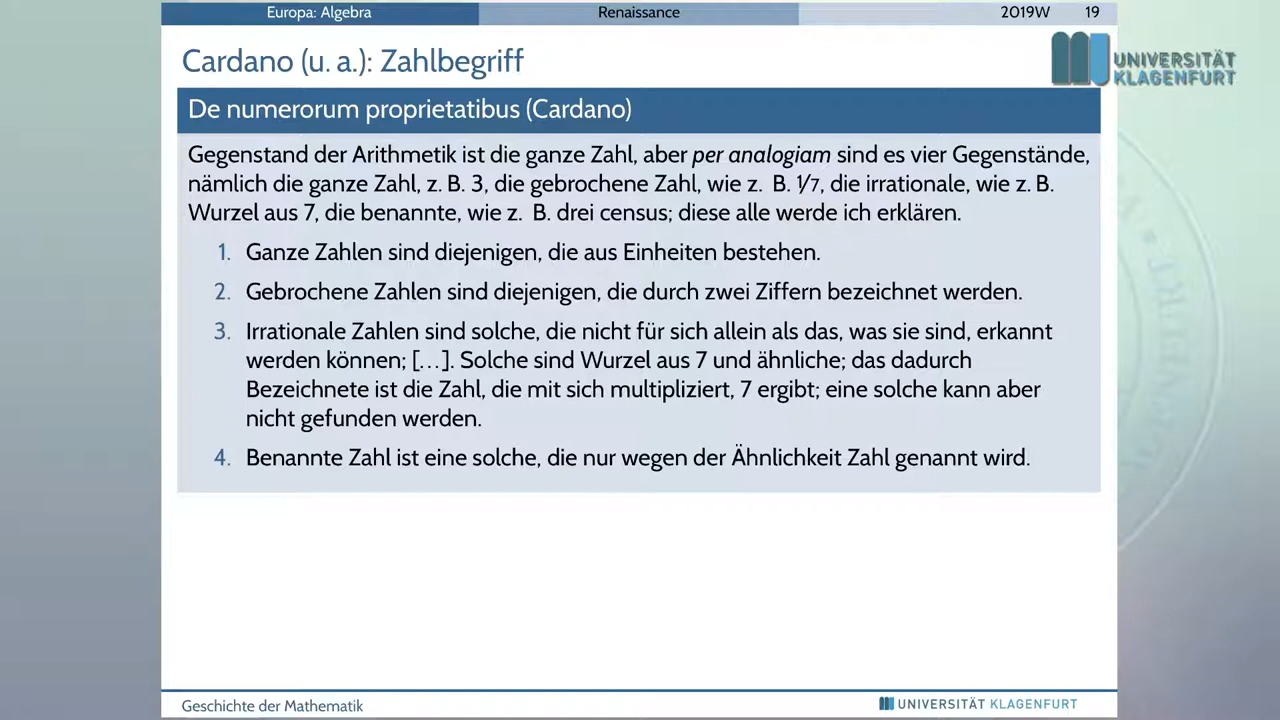 Europa: Algebra Renaissance 2019W 19
Cardano (u. a.): Zahlbegriff
UNIVERSITÄT
KLAGENFURT
De numerorum proprietatibus (Cardano)
Gegenstand der Arithmetik ist die ganze Zahl, aber per analogiam sind es vier Gegenstände,
nämlich die ganze Zahl, z. B. 3, die gebrochene Zahl, wie z. B. 1/7, die irrationale, wie z. B.
Wurzel aus 7, die benannte, wie z. B. drei census; diese alle werde ich erklären.
1. Ganze Zahlen sind diejenigen, die aus Einheiten bestehen.
2. Gebrochene Zahlen sind diejenigen, die durch zwei Ziffern bezeichnet werden.
3. Irrationale Zahlen sind solche, die nicht für sich allein als das, was sie sind, erkannt
werden können; [...]. Solche sind Wurzel aus 7 und ähnliche; das dadurch
Bezeichnete ist die Zahl, die mit sich multipliziert, 7 ergibt; eine solche kann aber
nicht gefunden werden.
4. Benannte Zahl ist eine solche, die nur wegen der Ähnlichkeit Zahl genannt wird.
Geschichte der Mathematik UNIVERSITÄT KLAGENFURT